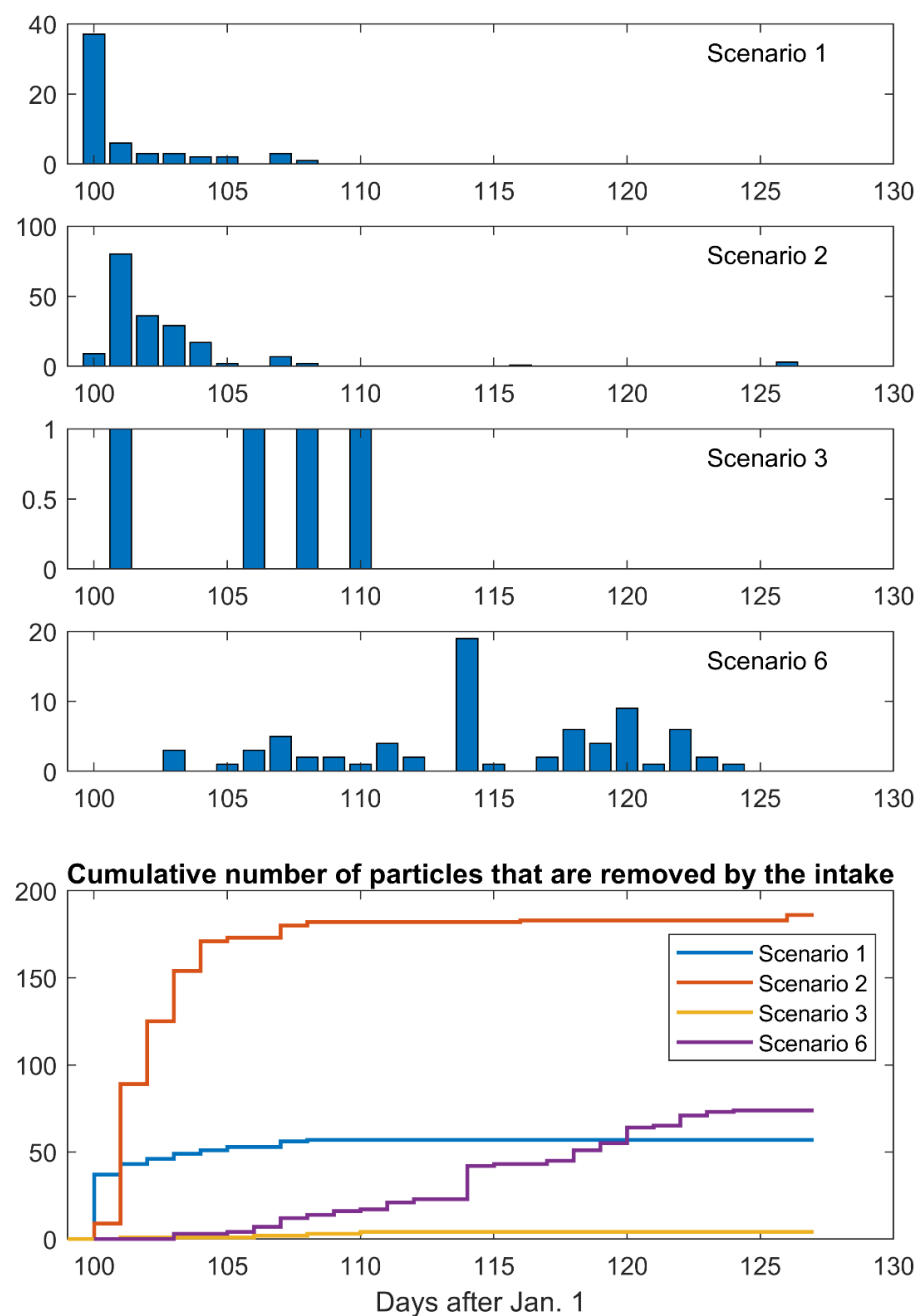 40
20
0
Scenario 1
100 105 110 115 120 125 130
100
50
0
Scenario 2
100 105 110 115 120 125 130
1
0.5
0
Scenario 3
100 105 110 115 120 125 130
20
10
0
Scenario 6
100 105 110 115 120 125 130
Cumulative number of particles that are removed by the intake
200
150
100
50
0
Scenario 1
Scenario 2
Scenario 3
Scenario 6
100 105 110 115 120 125 130
Days after Jan. 1